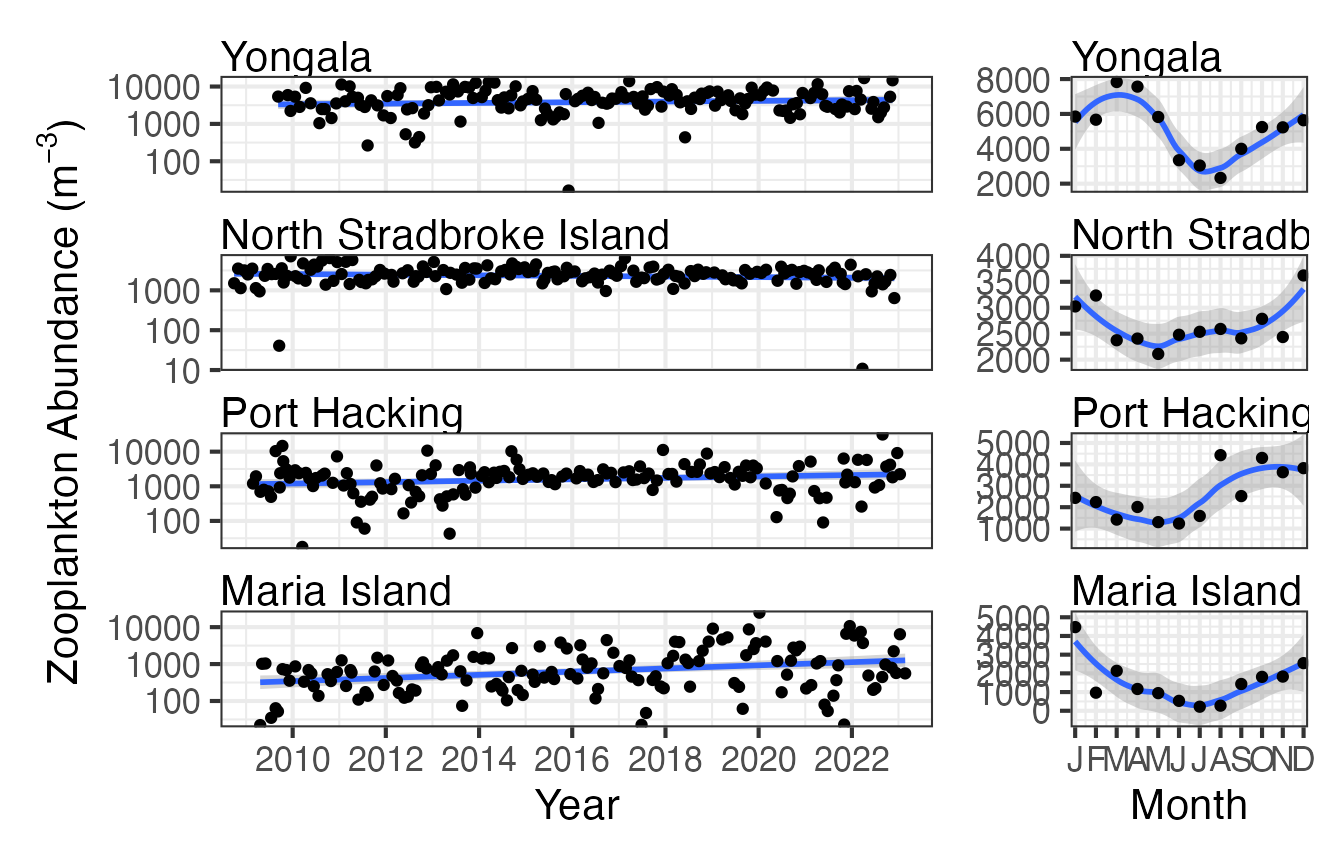 Zooplankton Abundance (m⁻³)
Yongala
10000
1000
100
Yongala
8000
6000
4000
2000
North Stradbroke Island
1000
100
10
North Stradb
4000
3500
3000
2500
2000
Port Hacking
10000
1000
100
Port Hacking
5000
4000
3000
2000
1000
Maria Island
10000
1000
100
Maria Island
5000
4000
3000
2000
1000
0
2010 2012 2014 2016 2018 2020 2022
J F M A M J J A S O N D
Year
Month